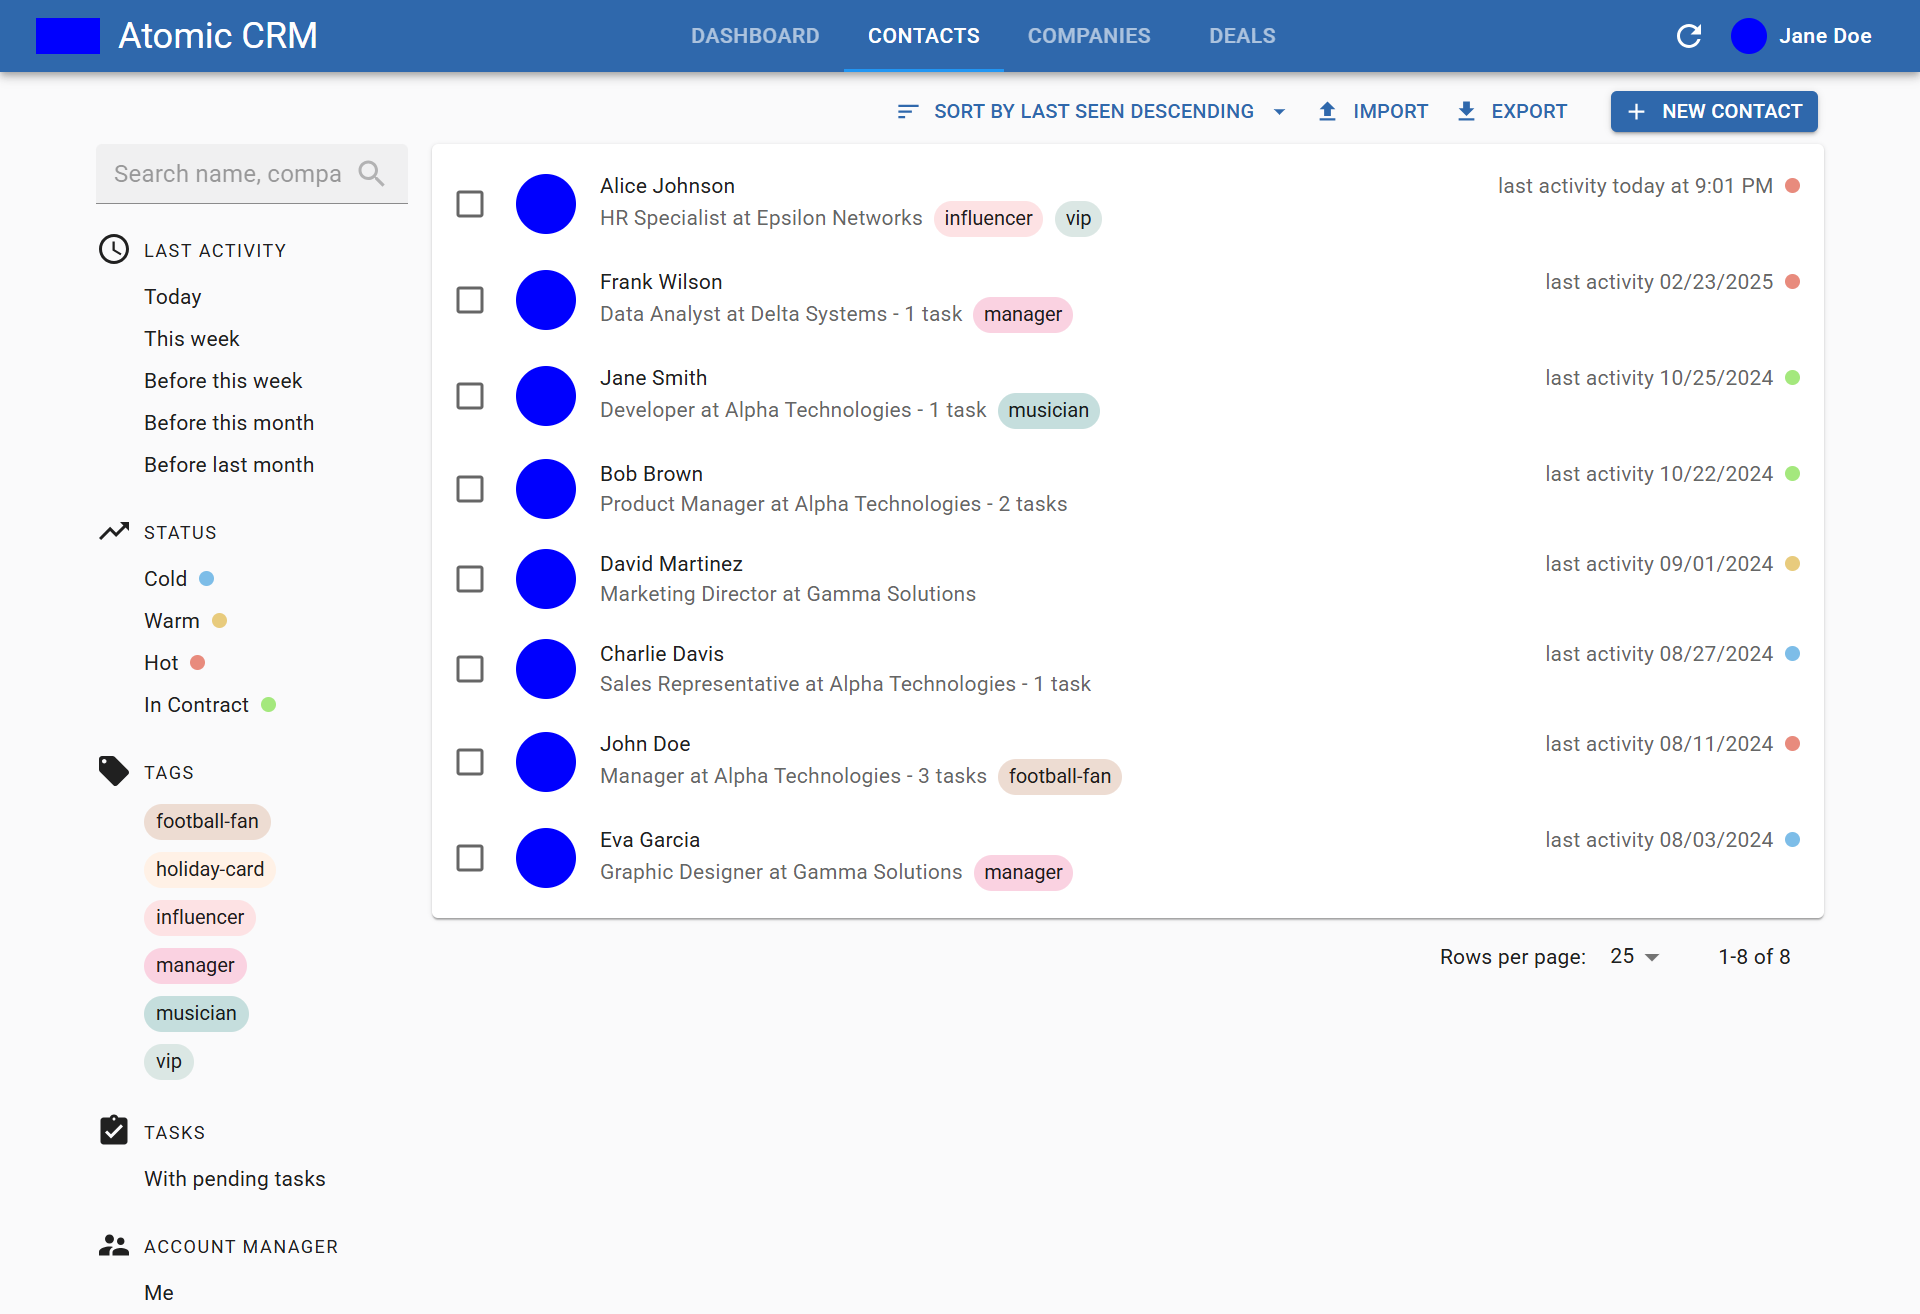 Atomic CRM
DASHBOARD
CONTACTS
COMPANIES
DEALS
Jane Doe
SORT BY LAST SEEN DESCENDING
IMPORT
EXPORT
NEW CONTACT
Search name, compa
LAST ACTIVITY
Today
This week
Before this week
Before this month
Before last month
STATUS
Cold
Warm
Hot
In Contract
TAGS
football-fan
holiday-card
influencer
manager
musician
vip
TASKS
With pending tasks
ACCOUNT MANAGER
Me
Alice Johnson
last activity today at 9:01 PM
HR Specialist at Epsilon Networks influencer vip
Frank Wilson
last activity 02/23/2025
Data Analyst at Delta Systems - 1 task manager
Jane Smith
last activity 10/25/2024
Developer at Alpha Technologies - 1 task musician
Bob Brown
last activity 10/22/2024
Product Manager at Alpha Technologies - 2 tasks
David Martinez
last activity 09/01/2024
Marketing Director at Gamma Solutions
Charlie Davis
last activity 08/27/2024
Sales Representative at Alpha Technologies - 1 task
John Doe
last activity 08/11/2024
Manager at Alpha Technologies - 3 tasks football-fan
Eva Garcia
last activity 08/03/2024
Graphic Designer at Gamma Solutions manager
Rows per page: 25
1-8 of 8